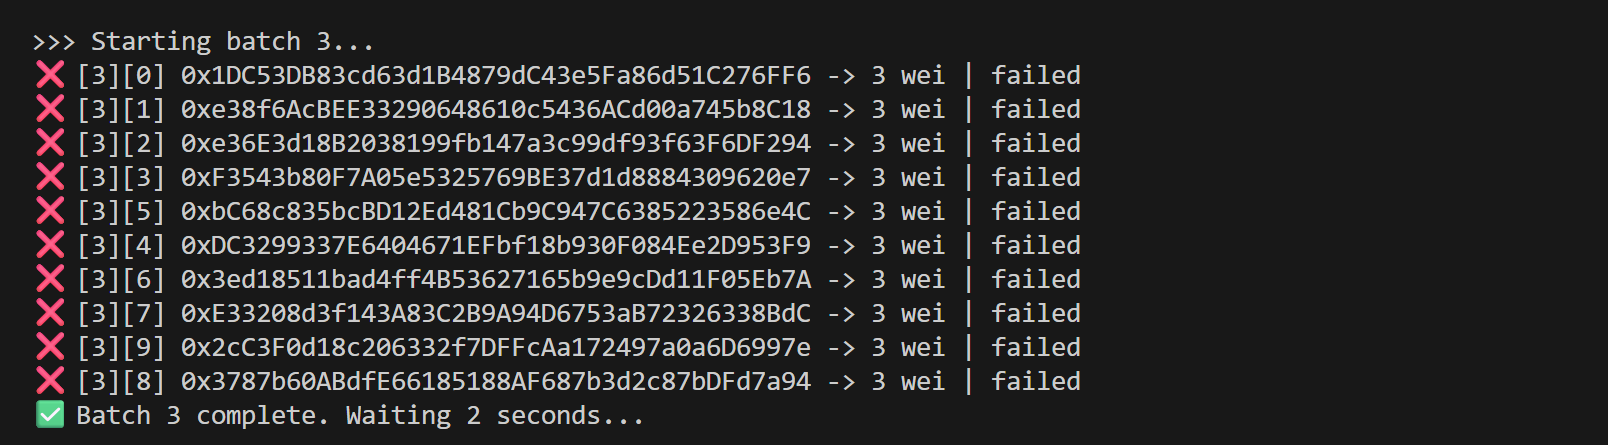 >>> Starting batch 3...
❌ [3][0] 0x1DC53DB83cd63d1B4879dC43e5Fa86d51C276FF6 -> 3 wei | failed
❌ [3][1] 0xe38f6AcBEE33290648610c5436ACd00a745b8C18 -> 3 wei | failed
❌ [3][2] 0xe36E3d18B2038199fb147a3c99df93f63F6DF294 -> 3 wei | failed
❌ [3][3] 0xF3543b80F7A05e5325769BE37d1d8884309620e7 -> 3 wei | failed
❌ [3][5] 0xbC68c835bcBD12Ed481Cb9C947C6385223586e4C -> 3 wei | failed
❌ [3][4] 0xDC3299337E6404671EFbf18b930F084Ee2D953F9 -> 3 wei | failed
❌ [3][6] 0x3ed18511bad4ff4B53627165b9e9cDd11F05Eb7A -> 3 wei | failed
❌ [3][7] 0xE33208d3f143A83C2B9A94D6753aB72326338BdC -> 3 wei | failed
❌ [3][9] 0x2cC3F0d18c206332f7DFFcAa172497a0a6D6997e -> 3 wei | failed
❌ [3][8] 0x3787b60ABdfE66185188AF687b3d2c87bDFd7a94 -> 3 wei | failed
✅ Batch 3 complete. Waiting 2 seconds...